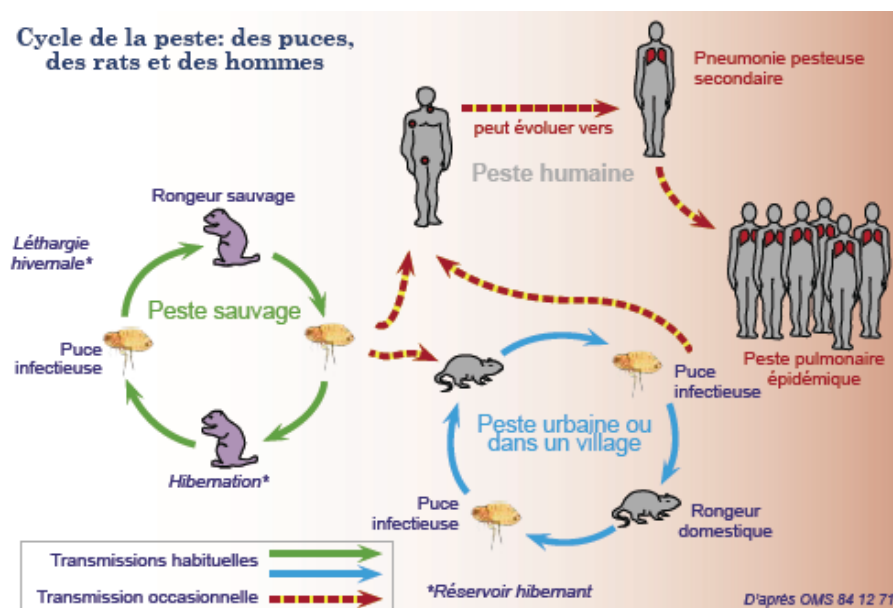 Cycle de la peste: des puces,
des rats et des hommes
Pneumonie pesteuse
secondaire
peut évoluer vers
Peste humaine
Rongeur sauvage
Léthargie
hivernale*
Peste sauvage
Puce
infectieuse
Hibernation*
Peste pulmonaire
épidémique
Puce
infectieuse
Peste urbaine ou
dans un village
Puce
infectieuse
Rongeur
domestique
Transmissions habituelles
Transmission occasionnelle
*Réservoir hibernant
D'après OMS 84 12 71